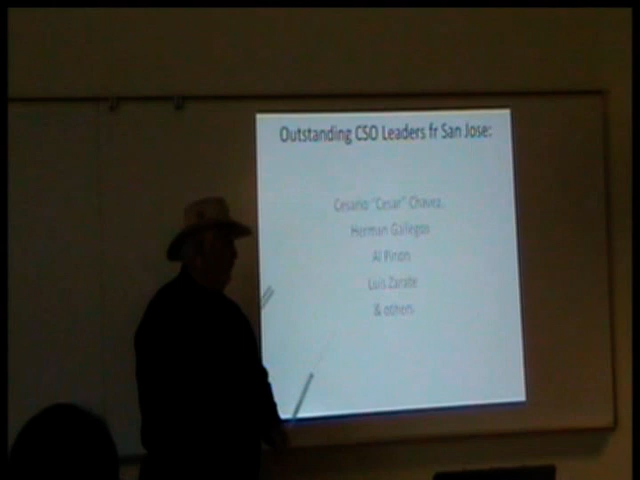 Outstanding CSO Leaders fr San Jose:
Cesario "Cesar" Chavez,
Herman Gallegos
Al Pinon
Luis Zarate
& others